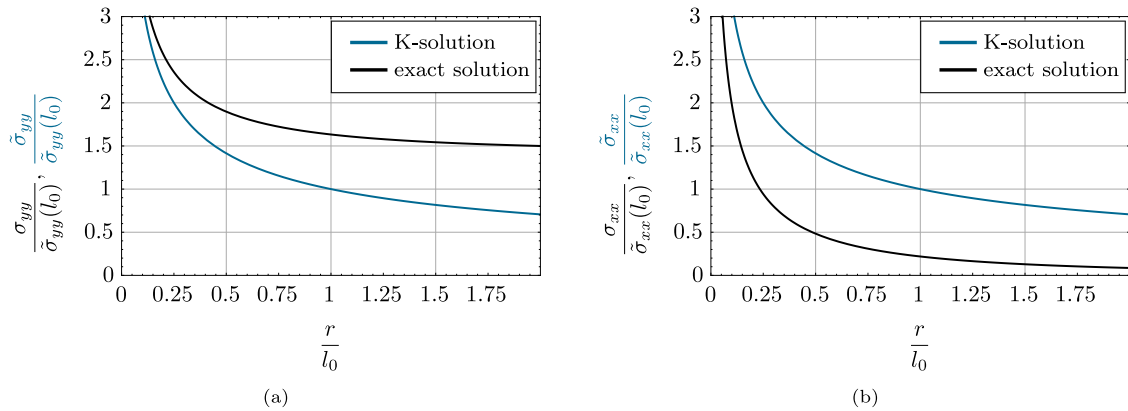 σ_yy / σ̃_yy(l_0), σ̃_yy / σ̃_yy(l_0)
3
2.5
2
1.5
1
0.5
0
K-solution
exact solution
0 0.25 0.5 0.75 1 1.25 1.5 1.75
r / l_0
(a)
σ_xx / σ̃_xx(l_0), σ̃_xx / σ̃_xx(l_0)
3
2.5
2
1.5
1
0.5
0
K-solution
exact solution
0 0.25 0.5 0.75 1 1.25 1.5 1.75
r / l_0
(b)